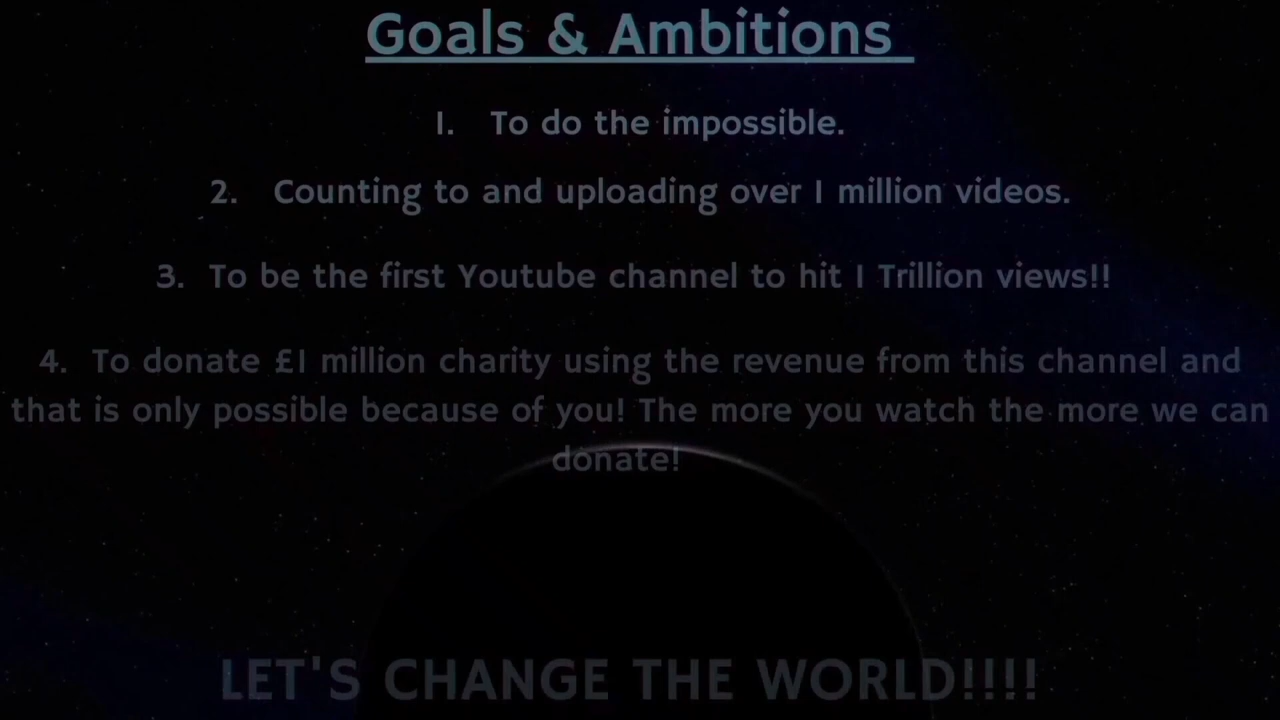 Goals & Ambitions
1. To do the impossible.
2. Counting to and uploading over 1 million videos.
3. To be the first Youtube channel to hit 1 Trillion views!!
4. To donate £1 million charity using the revenue from this channel and
that is only possible because of you! The more you watch the more we can
donate!
LET'S CHANGE THE WORLD!!!!